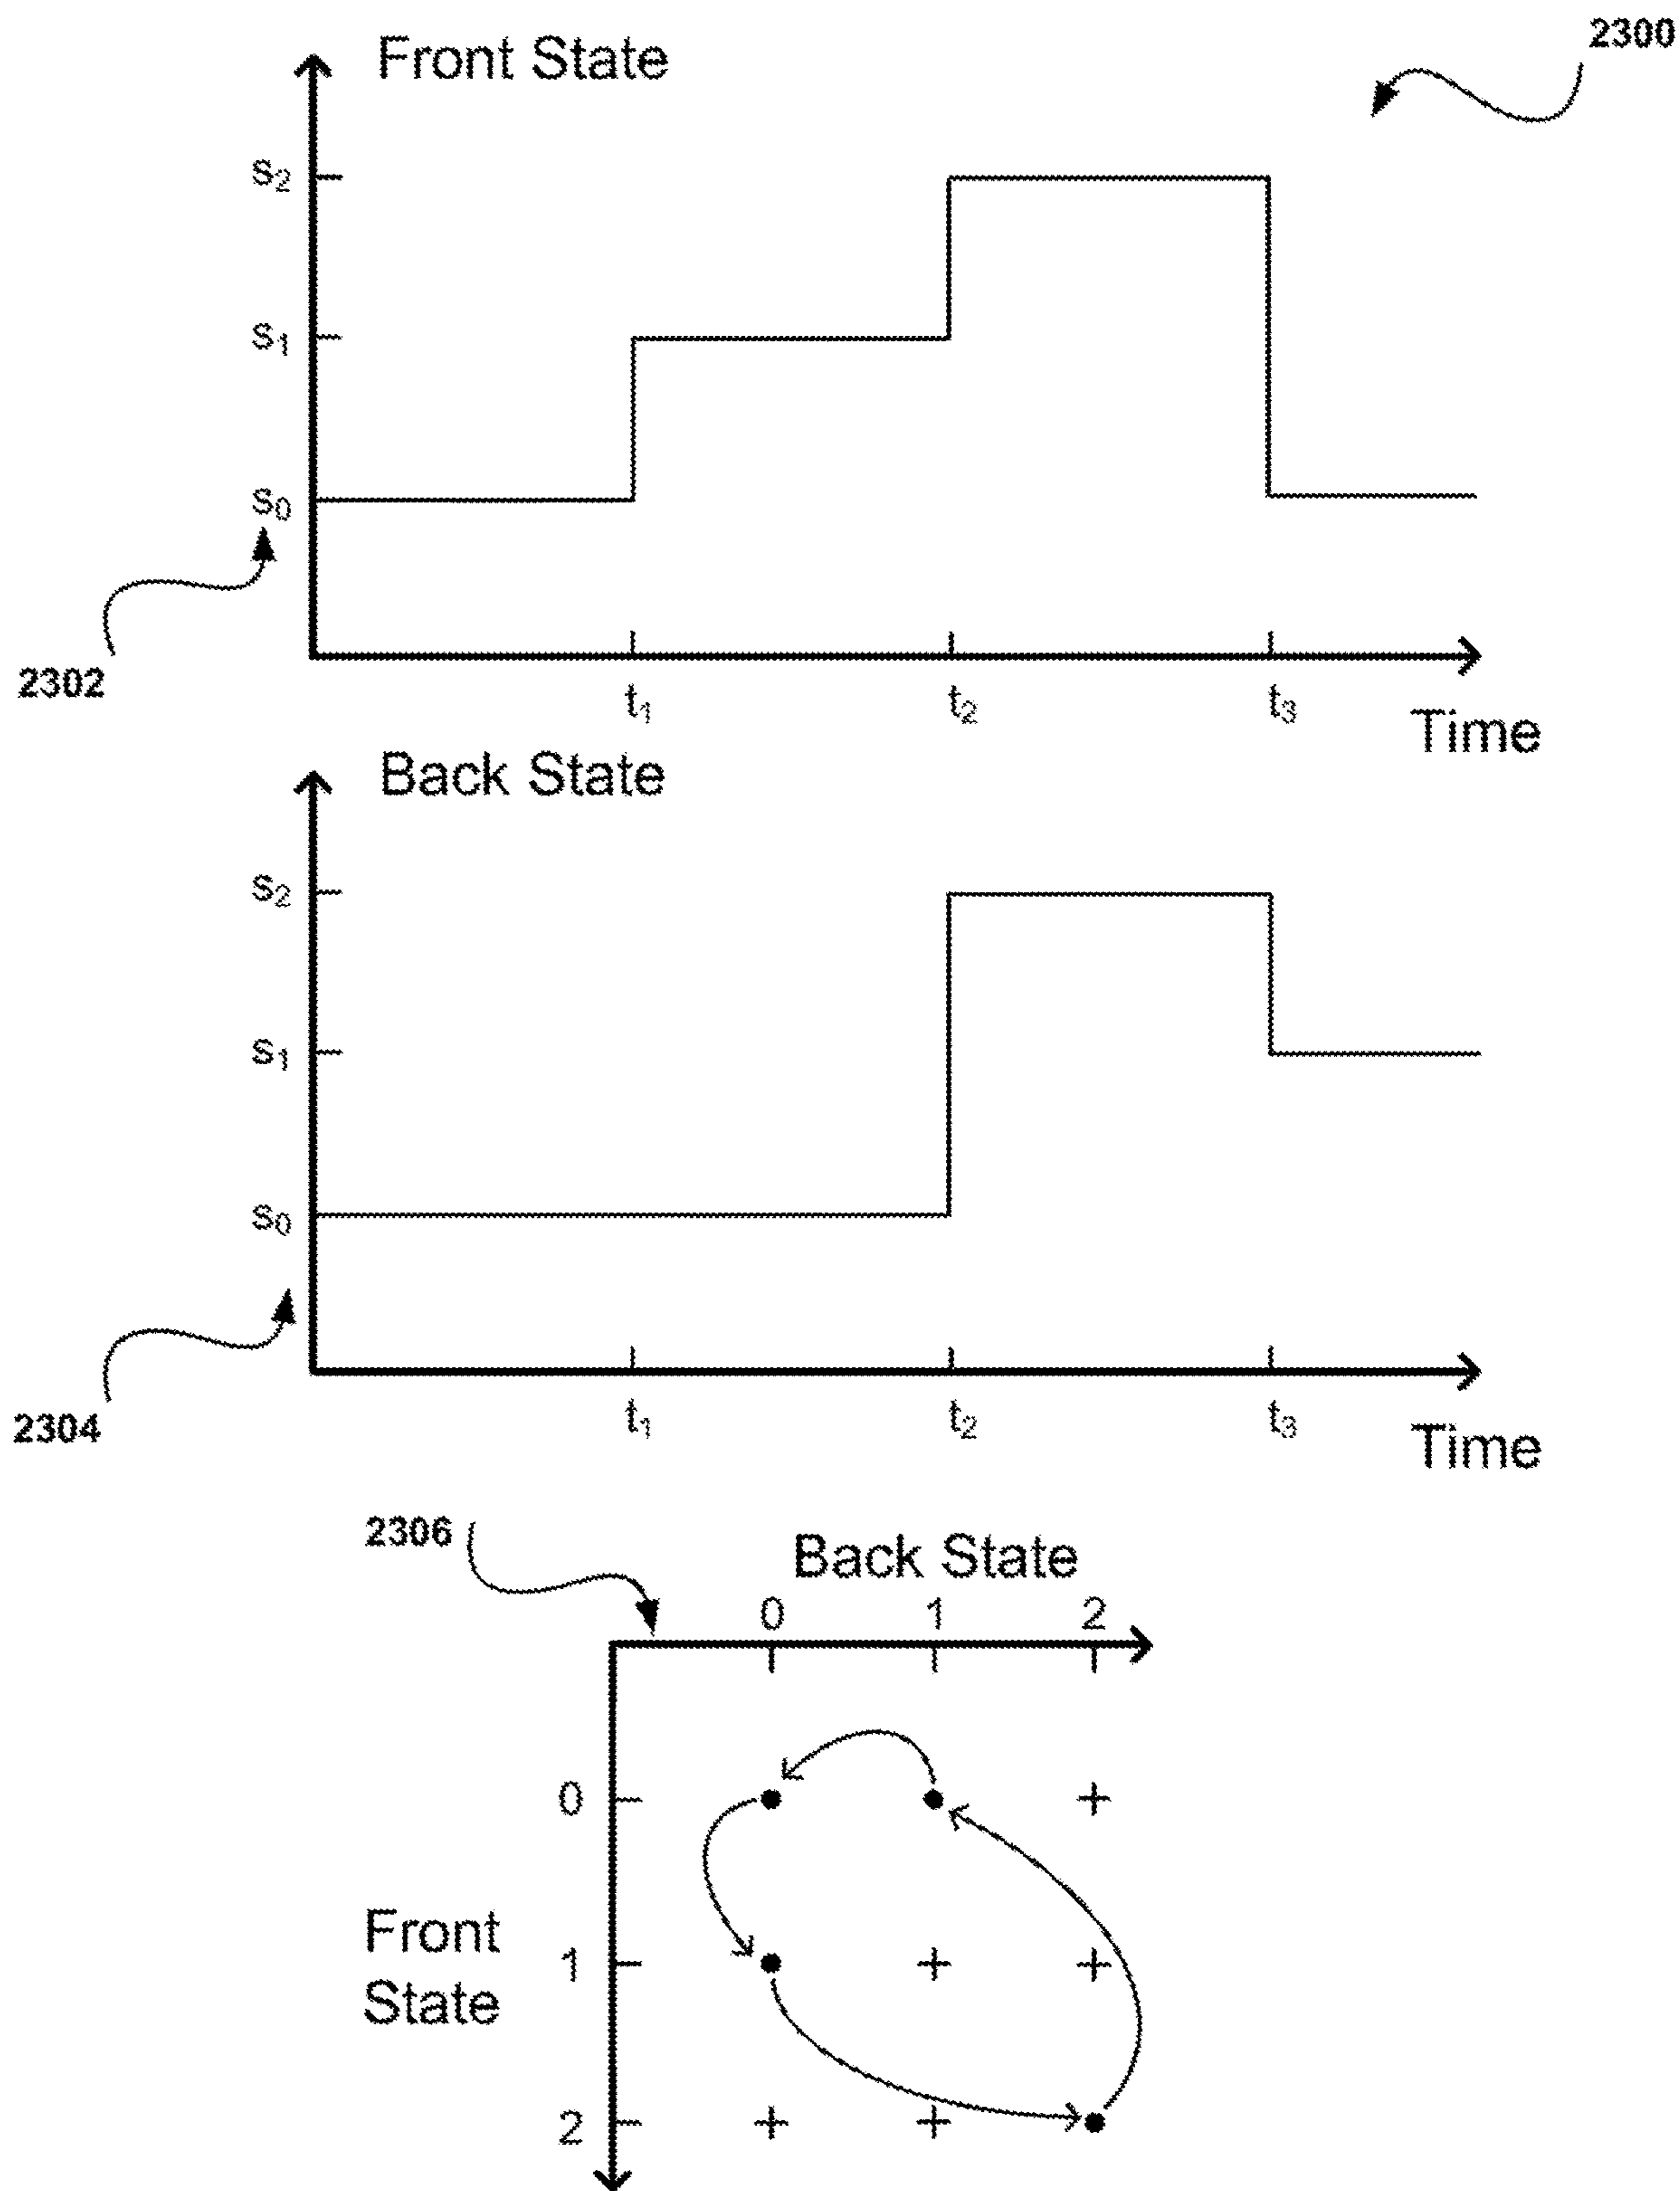 2300
Front State
S₂
S₁
S₀
2302
t₁ t₂ t₃
Time
Back State
S₂
S₁
S₀
2304
t₁ t₂ t₃
Time
2306
Back State
0 1 2
0
Front
State
1
2